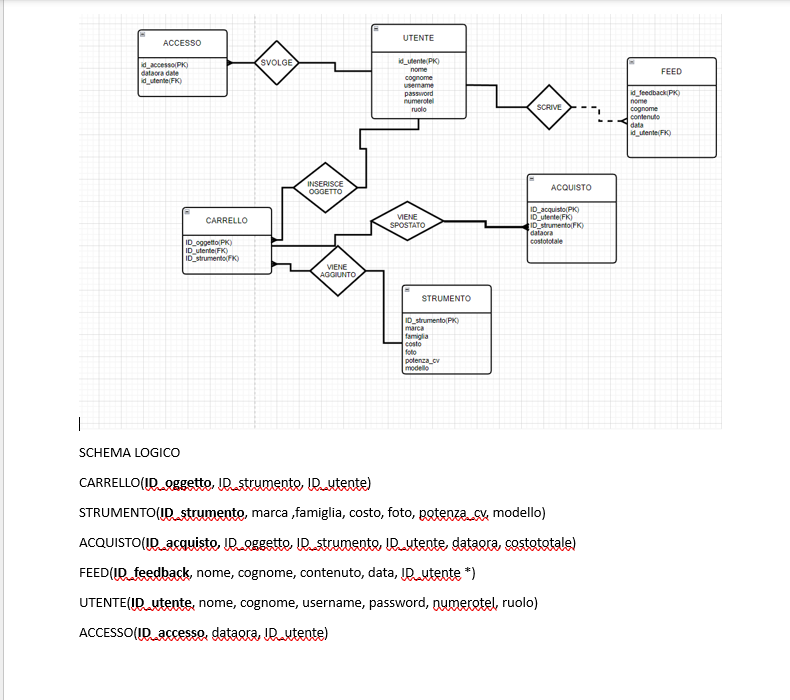 ACCESSO
id_accesso(PK)
dataora date
id_utente(FK)
SVOLGE
UTENTE
id_utente(PK)
nome
cognome
username
password
numerotel
ruolo
SCRIVE
FEED
id_feedback(PK)
nome
cognome
contenuto
data
id_utente(FK)
INSERISCE
OGGETTO
CARRELLO
ID_oggetto(PK)
ID_utente(FK)
ID_strumento(FK)
VIENE
SPOSTATO
ACQUISTO
ID_acquisto(PK)
ID_utente(FK)
ID_strumento(FK)
dataora
costototale
VIENE
AGGIUNTO
STRUMENTO
ID_strumento(PK)
marca
famiglia
costo
foto
potenza_cv
modello
SCHEMA LOGICO
CARRELLO(ID_oggetto, ID_strumento, ID_utente)
STRUMENTO(ID_strumento, marca ,famiglia, costo, foto, potenza_cv, modello)
ACQUISTO(ID_acquisto, ID_oggetto, ID_strumento, ID_utente, dataora, costototale)
FEED(ID_feedback, nome, cognome, contenuto, data, ID_utente *)
UTENTE(ID_utente, nome, cognome, username, password, numerotel, ruolo)
ACCESSO(ID_accesso, dataora, ID_utente)